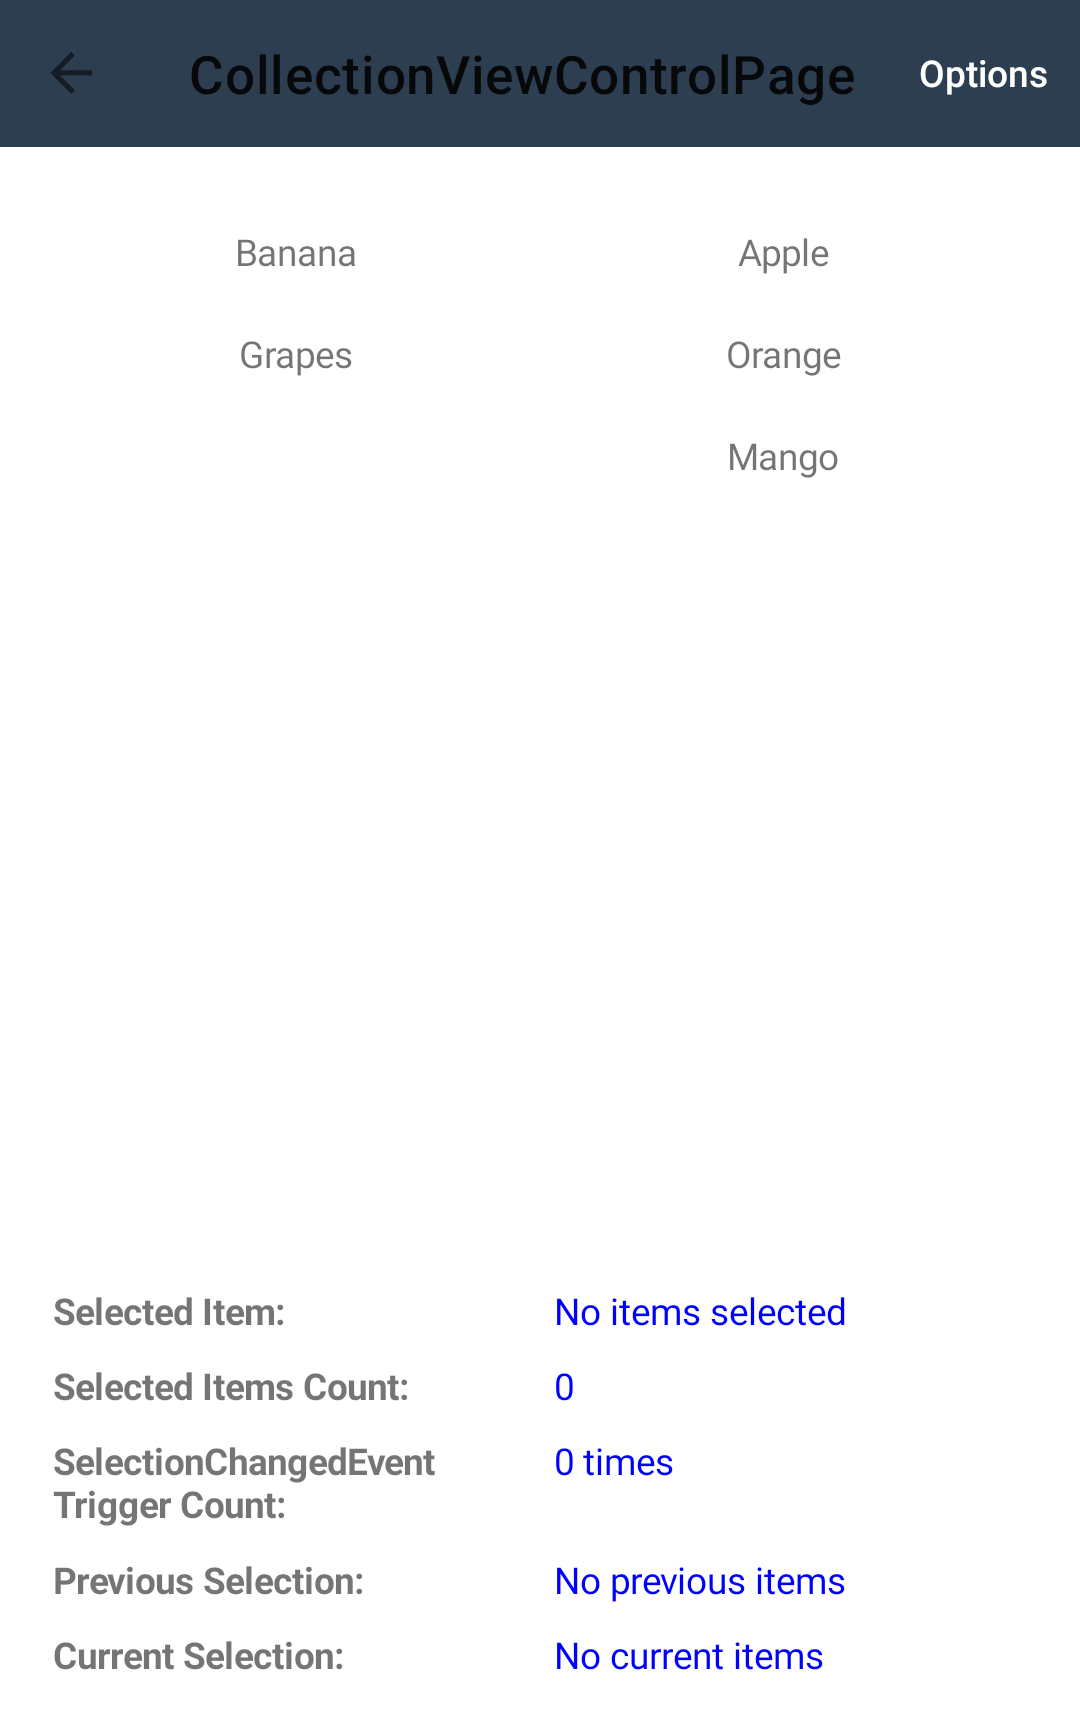 CollectionViewControlPage
Options
Banana
Apple
Grapes
Orange
Mango
Selected Item:
No items selected
Selected Items Count:
0
SelectionChangedEvent
Trigger Count:
0 times
Previous Selection:
No previous items
Current Selection:
No current items